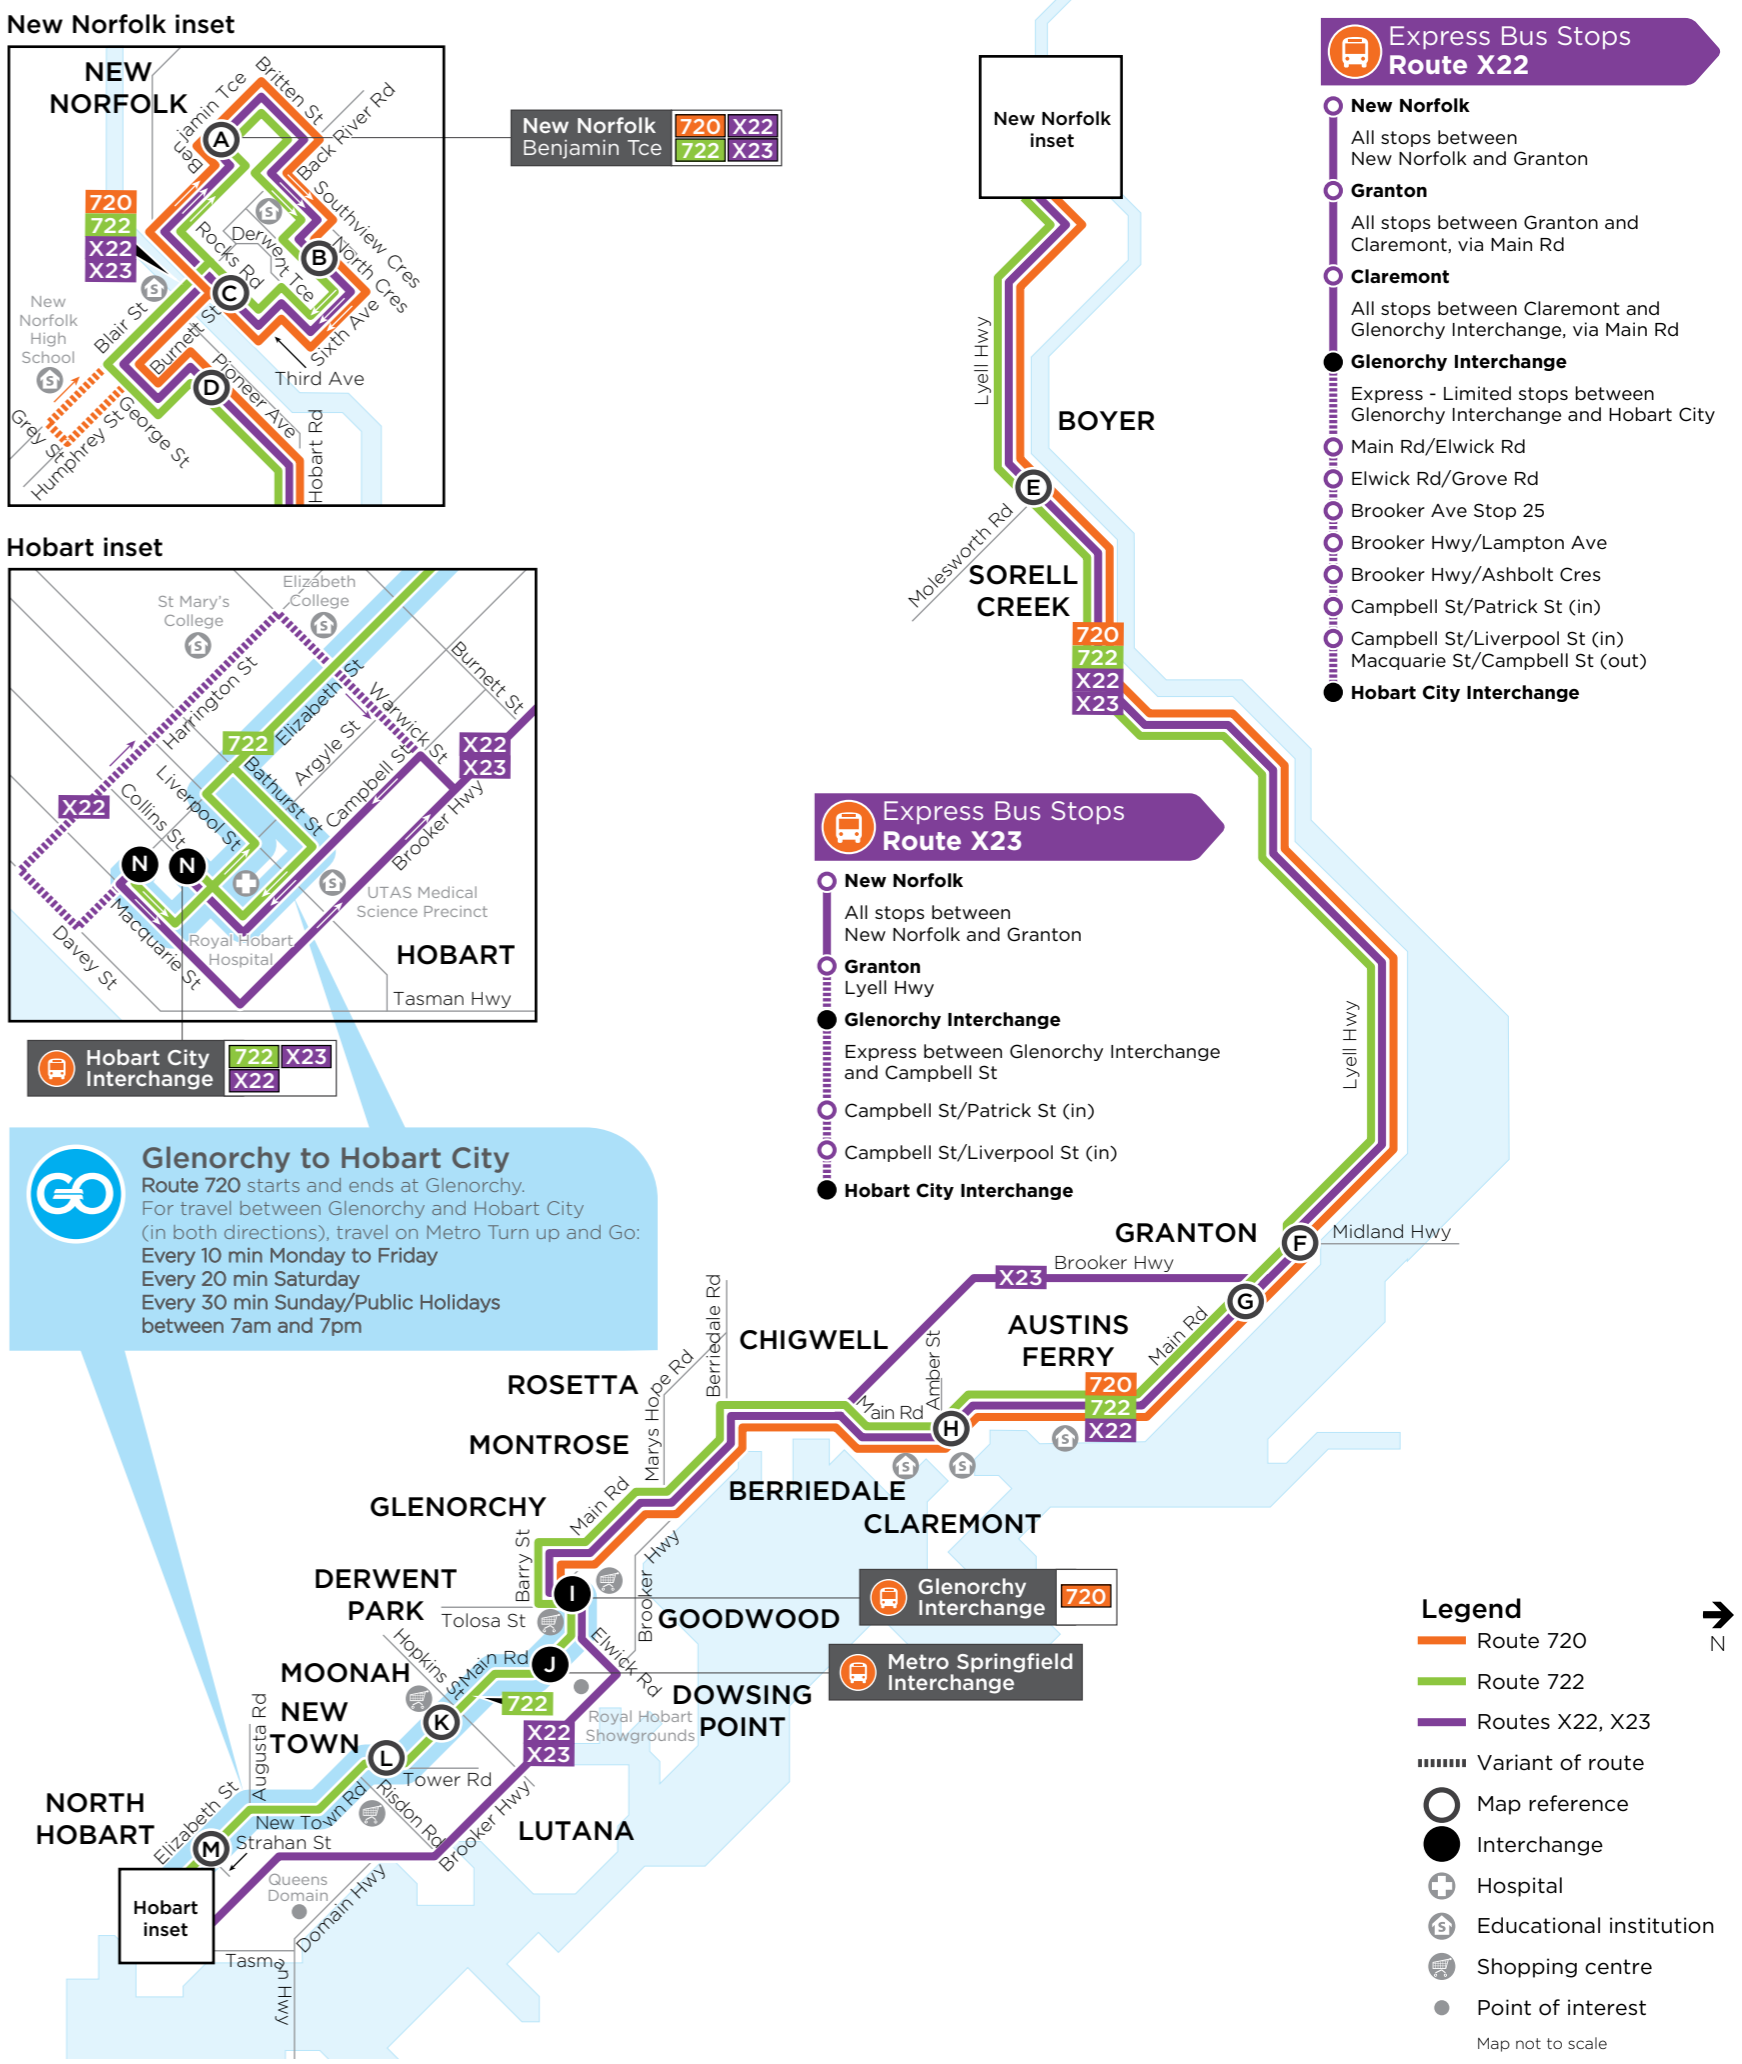 New Norfolk inset
NEW
NORFOLK
Benjamin Tce
Britten St
Back River Rd
A
New Norfolk
Benjamin Tce
720 X22
722 X23
720
722
X22
X23
Southview Cres
Derwent Tce
B
North Cres
Rocks Rd
C
New
Norfolk
High
School
Blair St
Burnett St
Sixth Ave
Third Ave
D
Pioneer Ave
Grey St
Humphrey St
George St
Hobart Rd
Hobart inset
St Mary's
College
Elizabeth
College
Harrington St
Elizabeth St
Burnett St
Warwick St
Argyle St
722
X22
X23
Bathurst St
Campbell St
Liverpool St
Collins St
X22
Brooker Hwy
N
N
UTAS Medical
Science Precinct
Macquarie St
Royal Hobart
Hospital
Davey St
HOBART
Tasman Hwy
Hobart City
Interchange
722 X23
X22
GO
Glenorchy to Hobart City
Route 720 starts and ends at Glenorchy.
For travel between Glenorchy and Hobart City
(in both directions), travel on Metro Turn up and Go:
Every 10 min Monday to Friday
Every 20 min Saturday
Every 30 min Sunday/Public Holidays
between 7am and 7pm
New Norfolk
inset
Lyell Hwy
BOYER
E
Molesworth Rd
SORELL
CREEK
720
722
X22
X23
Lyell Hwy
Express Bus Stops
Route X22
New Norfolk
All stops between
New Norfolk and Granton
Granton
All stops between Granton and
Claremont, via Main Rd
Claremont
All stops between Claremont and
Glenorchy Interchange, via Main Rd
Glenorchy Interchange
Express - Limited stops between
Glenorchy Interchange and Hobart City
Main Rd/Elwick Rd
Elwick Rd/Grove Rd
Brooker Ave Stop 25
Brooker Hwy/Lampton Ave
Brooker Hwy/Ashbolt Cres
Campbell St/Patrick St (in)
Campbell St/Liverpool St (in)
Macquarie St/Campbell St (out)
Hobart City Interchange
Express Bus Stops
Route X23
New Norfolk
All stops between
New Norfolk and Granton
Granton
Lyell Hwy
Glenorchy Interchange
Express between Glenorchy Interchange
and Campbell St
Campbell St/Patrick St (in)
Campbell St/Liverpool St (in)
Hobart City Interchange
GRANTON
F
Midland Hwy
Brooker Hwy
X23
G
Main Rd
AUSTINS
FERRY
720
722
X22
CHIGWELL
Amber St
Main Rd
H
Berriedale Rd
ROSETTA
Marys Hope Rd
MONTROSE
BERRIEDALE
CLAREMONT
GLENORCHY
Main Rd
Barry St
Brooker Hwy
DERWENT
PARK
I
Glenorchy
Interchange
720
Tolosa St
GOODWOOD
Elwick Rd
Hopkins St
Main Rd
J
Metro Springfield
Interchange
MOONAH
722
DOWSING
POINT
Royal Hobart
Showgrounds
K
X22
X23
NEW
TOWN
Augusta Rd
L
Tower Rd
Risdon Rd
New Town Rd
Brooker Hwy
LUTANA
NORTH
HOBART
Elizabeth St
M
Strahan St
Queens
Domain
Domain Hwy
Hobart
inset
Tasman Hwy
Legend
N
Route 720
Route 722
Routes X22, X23
Variant of route
Map reference
Interchange
Hospital
Educational institution
Shopping centre
Point of interest
Map not to scale